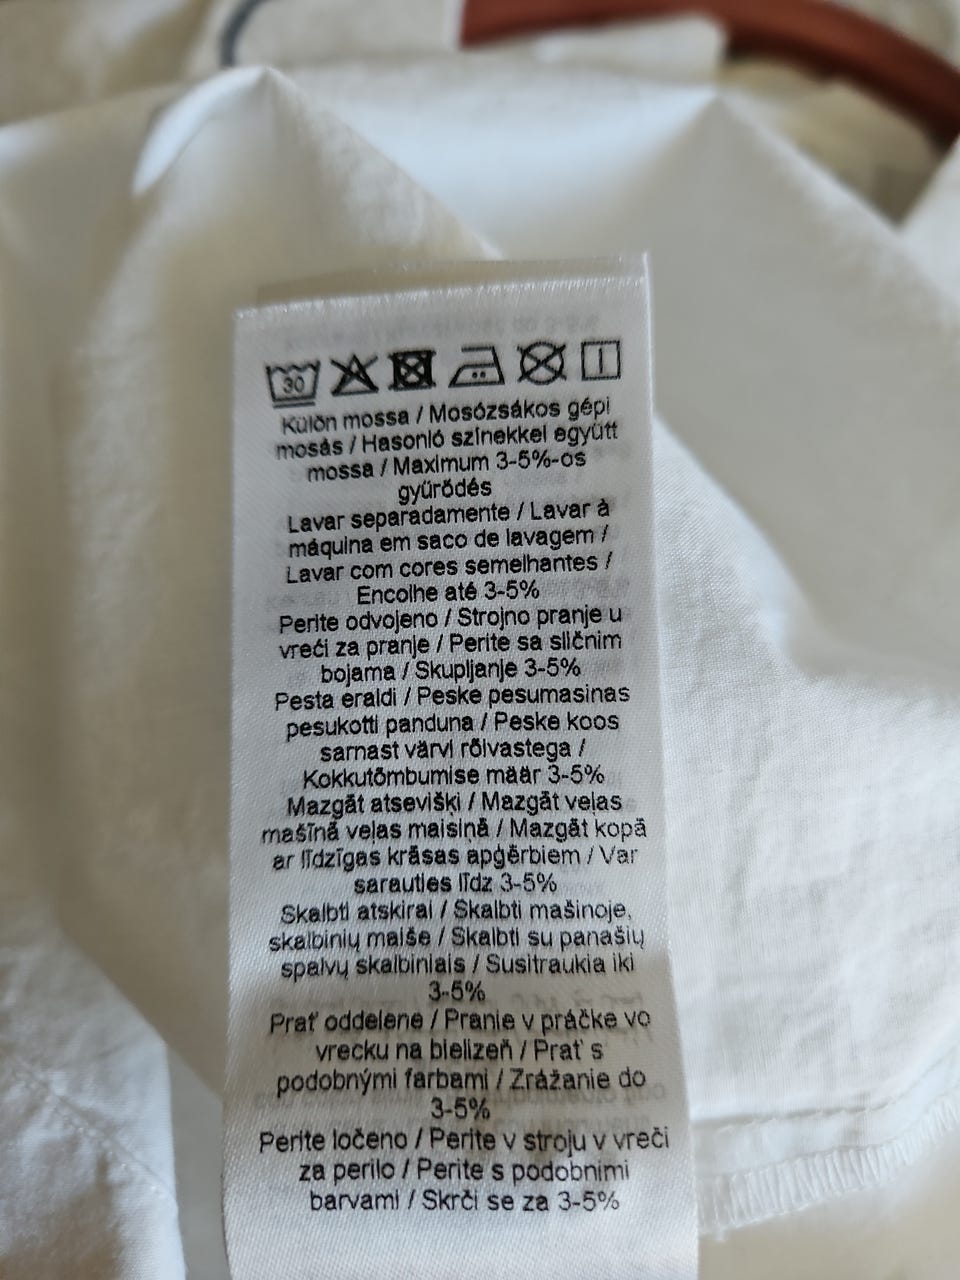 30
Külön mossa / Mosózsákos gépi
mosás / Hasonló színekkel együtt
mossa / Maximum 3-5%-os
gyűrődés
Lavar separadamente / Lavar à
máquina em saco de lavagem /
Lavar com cores semelhantes /
Encolhe até 3-5%
Perite odvojeno / Strojno pranje u
vreći za pranje / Perite sa sličnim
bojama / Skupljanje 3-5%
Pesta eraldi / Peske pesumasinas
pesukotti panduna / Peske koos
sarnast värvi rõivastega /
Kokkutõmbumise määr 3-5%
Mazgāt atsevišķi / Mazgāt veļas
mašīnā veļas maisiņā / Mazgāt kopā
ar līdzīgas krāsas apģērbiem / Var
sarauties līdz 3-5%
Skalbti atskirai / Skalbti mašinoje,
skalbinių maiše / Skalbti su panašių
spalvų skalbiniais / Susitraukia iki
3-5%
Prať oddelene / Pranie v práčke vo
vrecku na bielizeň / Prať s
podobnými farbami / Zrážanie do
3-5%
Perite ločeno / Perite v stroju v vreči
za perilo / Perite s podobnimi
barvami / Skrči se za 3-5%